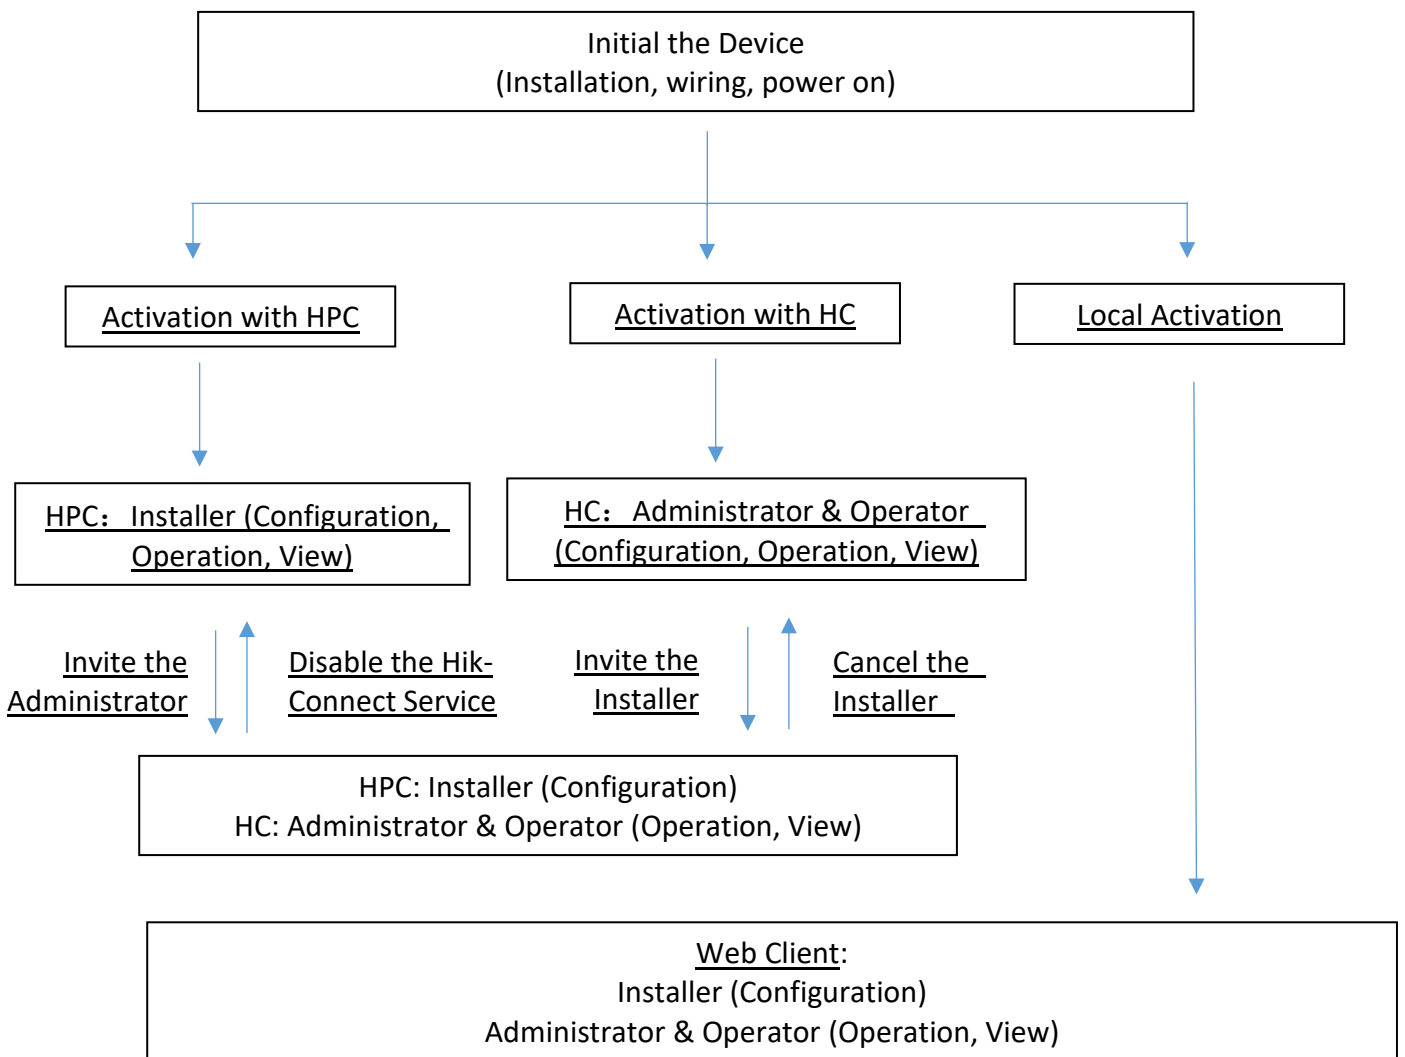 Initial the Device
(Installation, wiring, power on)
Activation with HPC
Activation with HC
Local Activation
HPC： Installer (Configuration,
Operation, View)
HC： Administrator & Operator
(Configuration, Operation, View)
Invite the
Administrator
Disable the Hik-
Connect Service
Invite the
Installer
Cancel the
Installer
HPC: Installer (Configuration)
HC: Administrator & Operator (Operation, View)
Web Client:
Installer (Configuration)
Administrator & Operator (Operation, View)